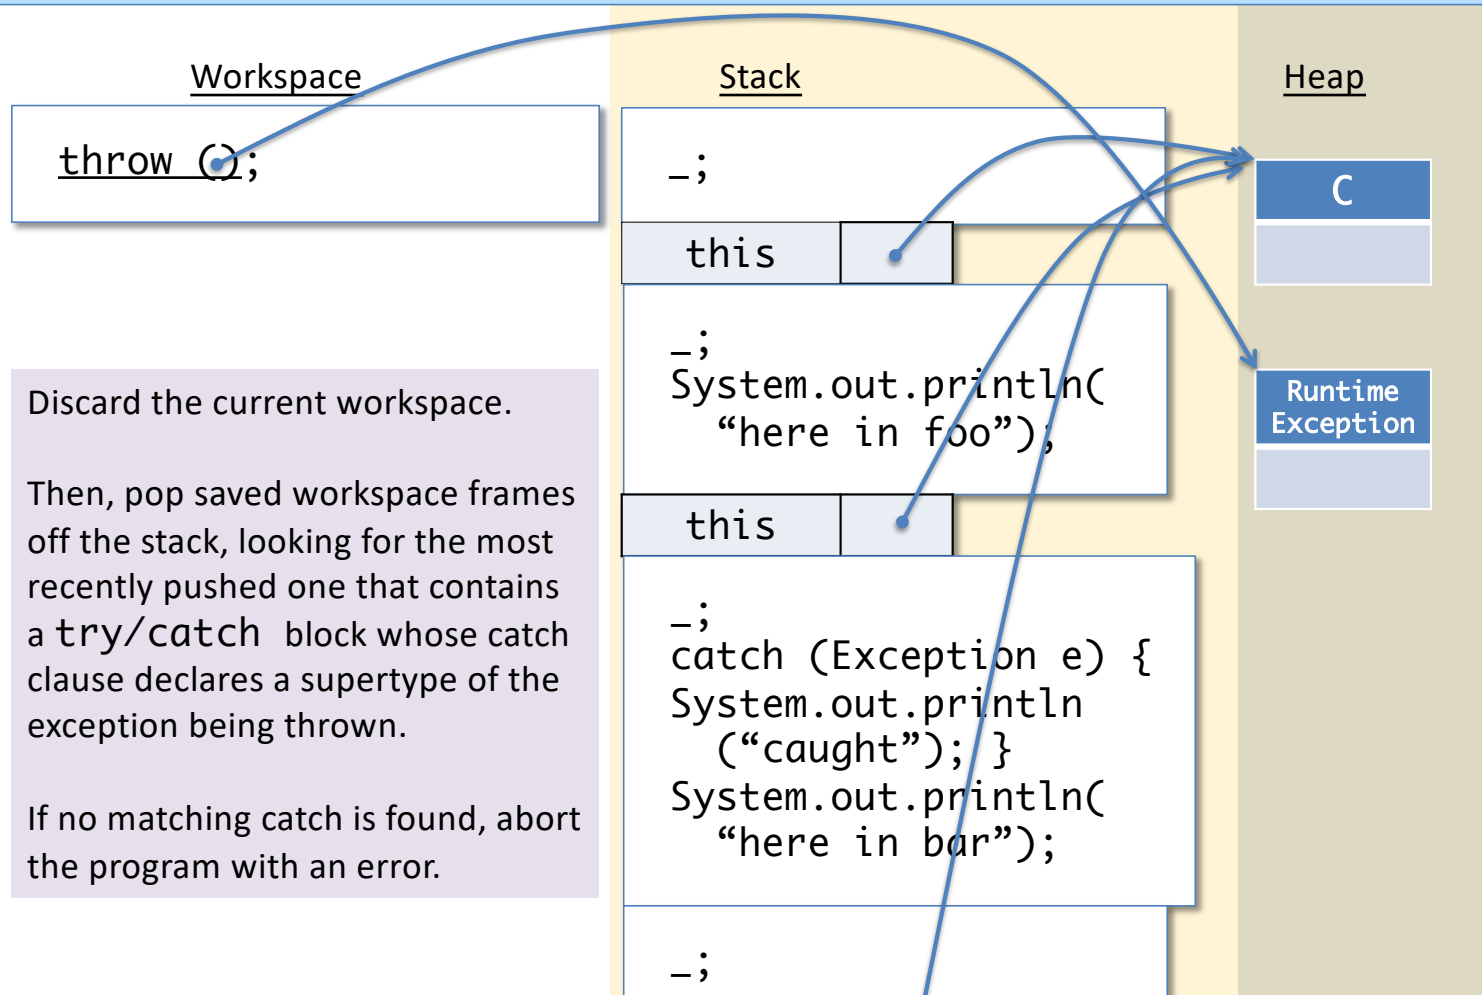 Workspace
throw ();
Discard the current workspace.
Then, pop saved workspace frames
off the stack, looking for the most
recently pushed one that contains
a try/catch block whose catch
clause declares a supertype of the
exception being thrown.
If no matching catch is found, abort
the program with an error.
Stack
_;
this
_;
System.out.println(
“here in foo”);
this
_;
catch (Exception e) {
System.out.println
(“caught”); }
System.out.println(
“here in bar”);
_;
Heap
C
Runtime
Exception